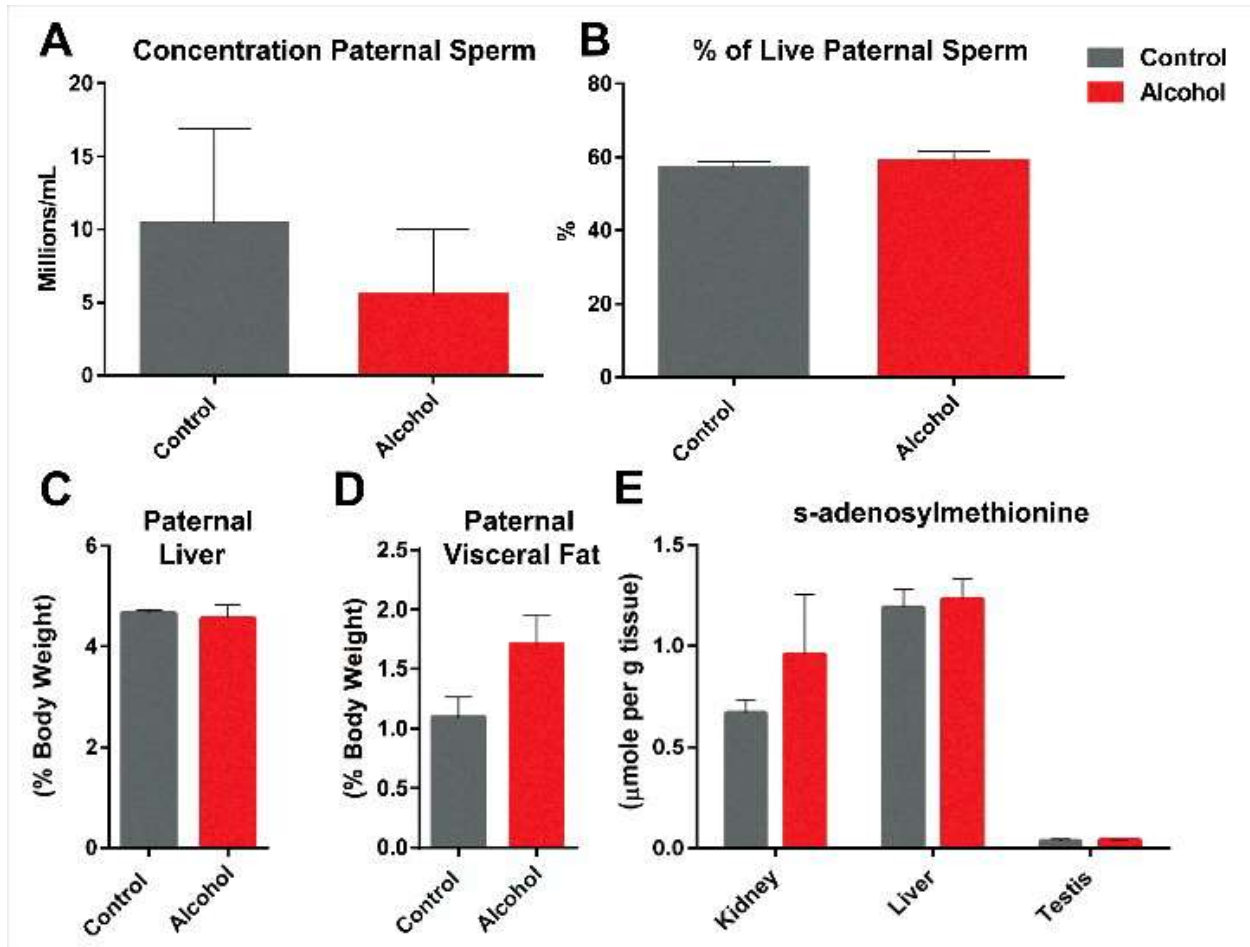 A
Concentration Paternal Sperm
Millions/mL
20
15
10
5
0
Control
Alcohol
B
% of Live Paternal Sperm
%
80
60
40
20
0
Control
Alcohol
Control
Alcohol
C
Paternal
Liver
(% Body Weight)
6
4
2
0
Control
Alcohol
D
Paternal
Visceral Fat
(% Body Weight)
2.5
2.0
1.5
1.0
0.5
0.0
Control
Alcohol
E
s-adenosylmethionine
(μmole per g tissue)
1.5
1.0
0.5
0.0
Kidney
Liver
Testis